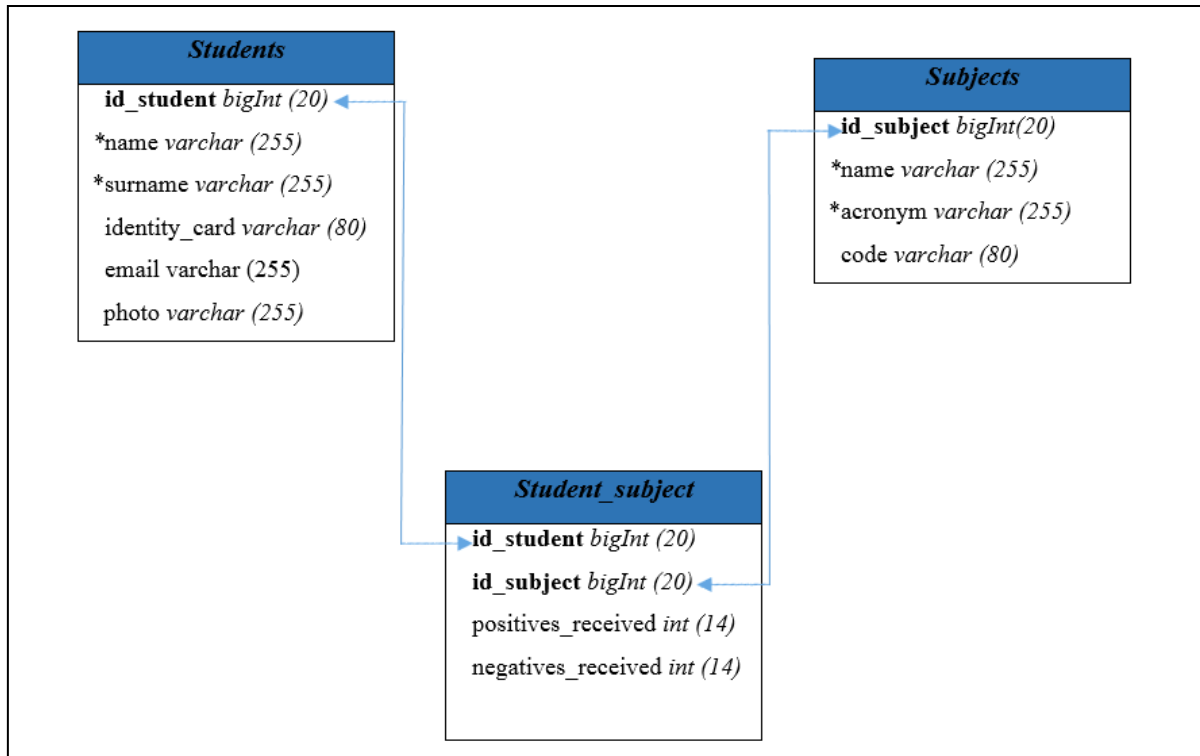 Students
id_student bigInt (20)
*name varchar (255)
*surname varchar (255)
identity_card varchar (80)
email varchar (255)
photo varchar (255)
Subjects
id_subject bigInt(20)
*name varchar (255)
*acronym varchar (255)
code varchar (80)
Student_subject
id_student bigInt (20)
id_subject bigInt (20)
positives_received int (14)
negatives_received int (14)